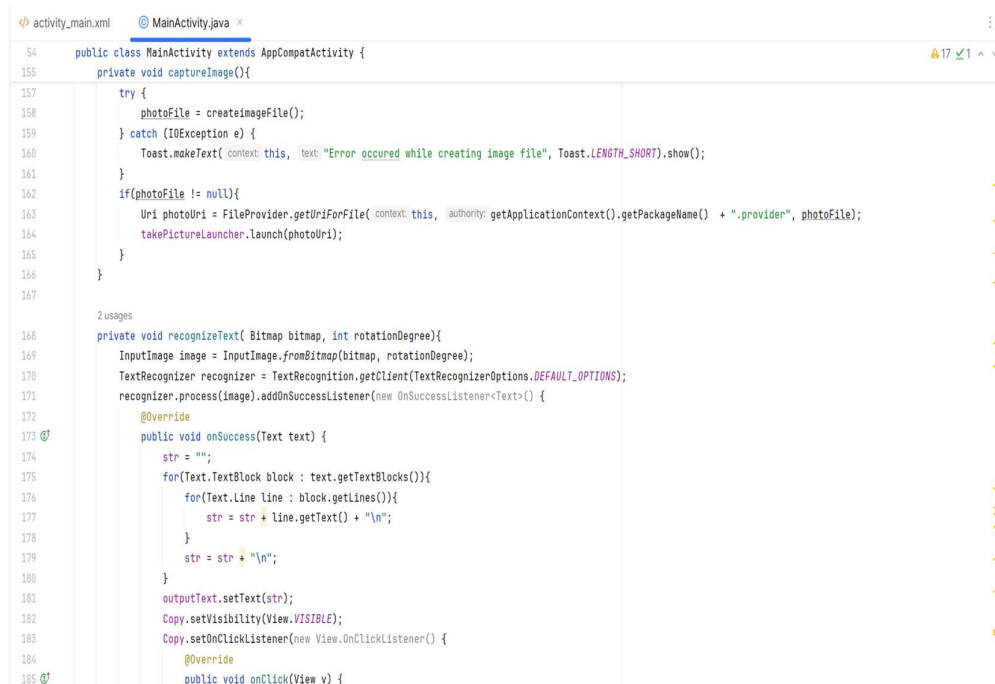 activity_main.xml MainActivity.java ×
54 public class MainActivity extends AppCompatActivity { 17 1
155 private void captureImage(){
157 try {
158 photoFile = createimageFile();
159 } catch (IOException e) {
160 Toast.makeText( context: this, text: "Error occured while creating image file", Toast.LENGTH_SHORT).show();
161 }
162 if(photoFile != null){
163 Uri photoUri = FileProvider.getUriForFile( context: this, authority: getApplicationContext().getPackageName() + ".provider", photoFile);
164 takePictureLauncher.launch(photoUri);
165 }
166 }
167
2 usages
168 private void recognizeText( Bitmap bitmap, int rotationDegree){
169 InputImage image = InputImage.fromBitmap(bitmap, rotationDegree);
170 TextRecognizer recognizer = TextRecognition.getClient(TextRecognizerOptions.DEFAULT_OPTIONS);
171 recognizer.process(image).addOnSuccessListener(new OnSuccessListener<Text>() {
172 @Override
173 public void onSuccess(Text text) {
174 str = "";
175 for(Text.TextBlock block : text.getTextBlocks()){
176 for(Text.Line line : block.getLines()){
177 str = str + line.getText() + "\n";
178 }
179 str = str + "\n";
180 }
181 outputText.setText(str);
182 Copy.setVisibility(View.VISIBLE);
183 Copy.setOnClickListener(new View.OnClickListener() {
184 @Override
185 public void onClick(View v) {